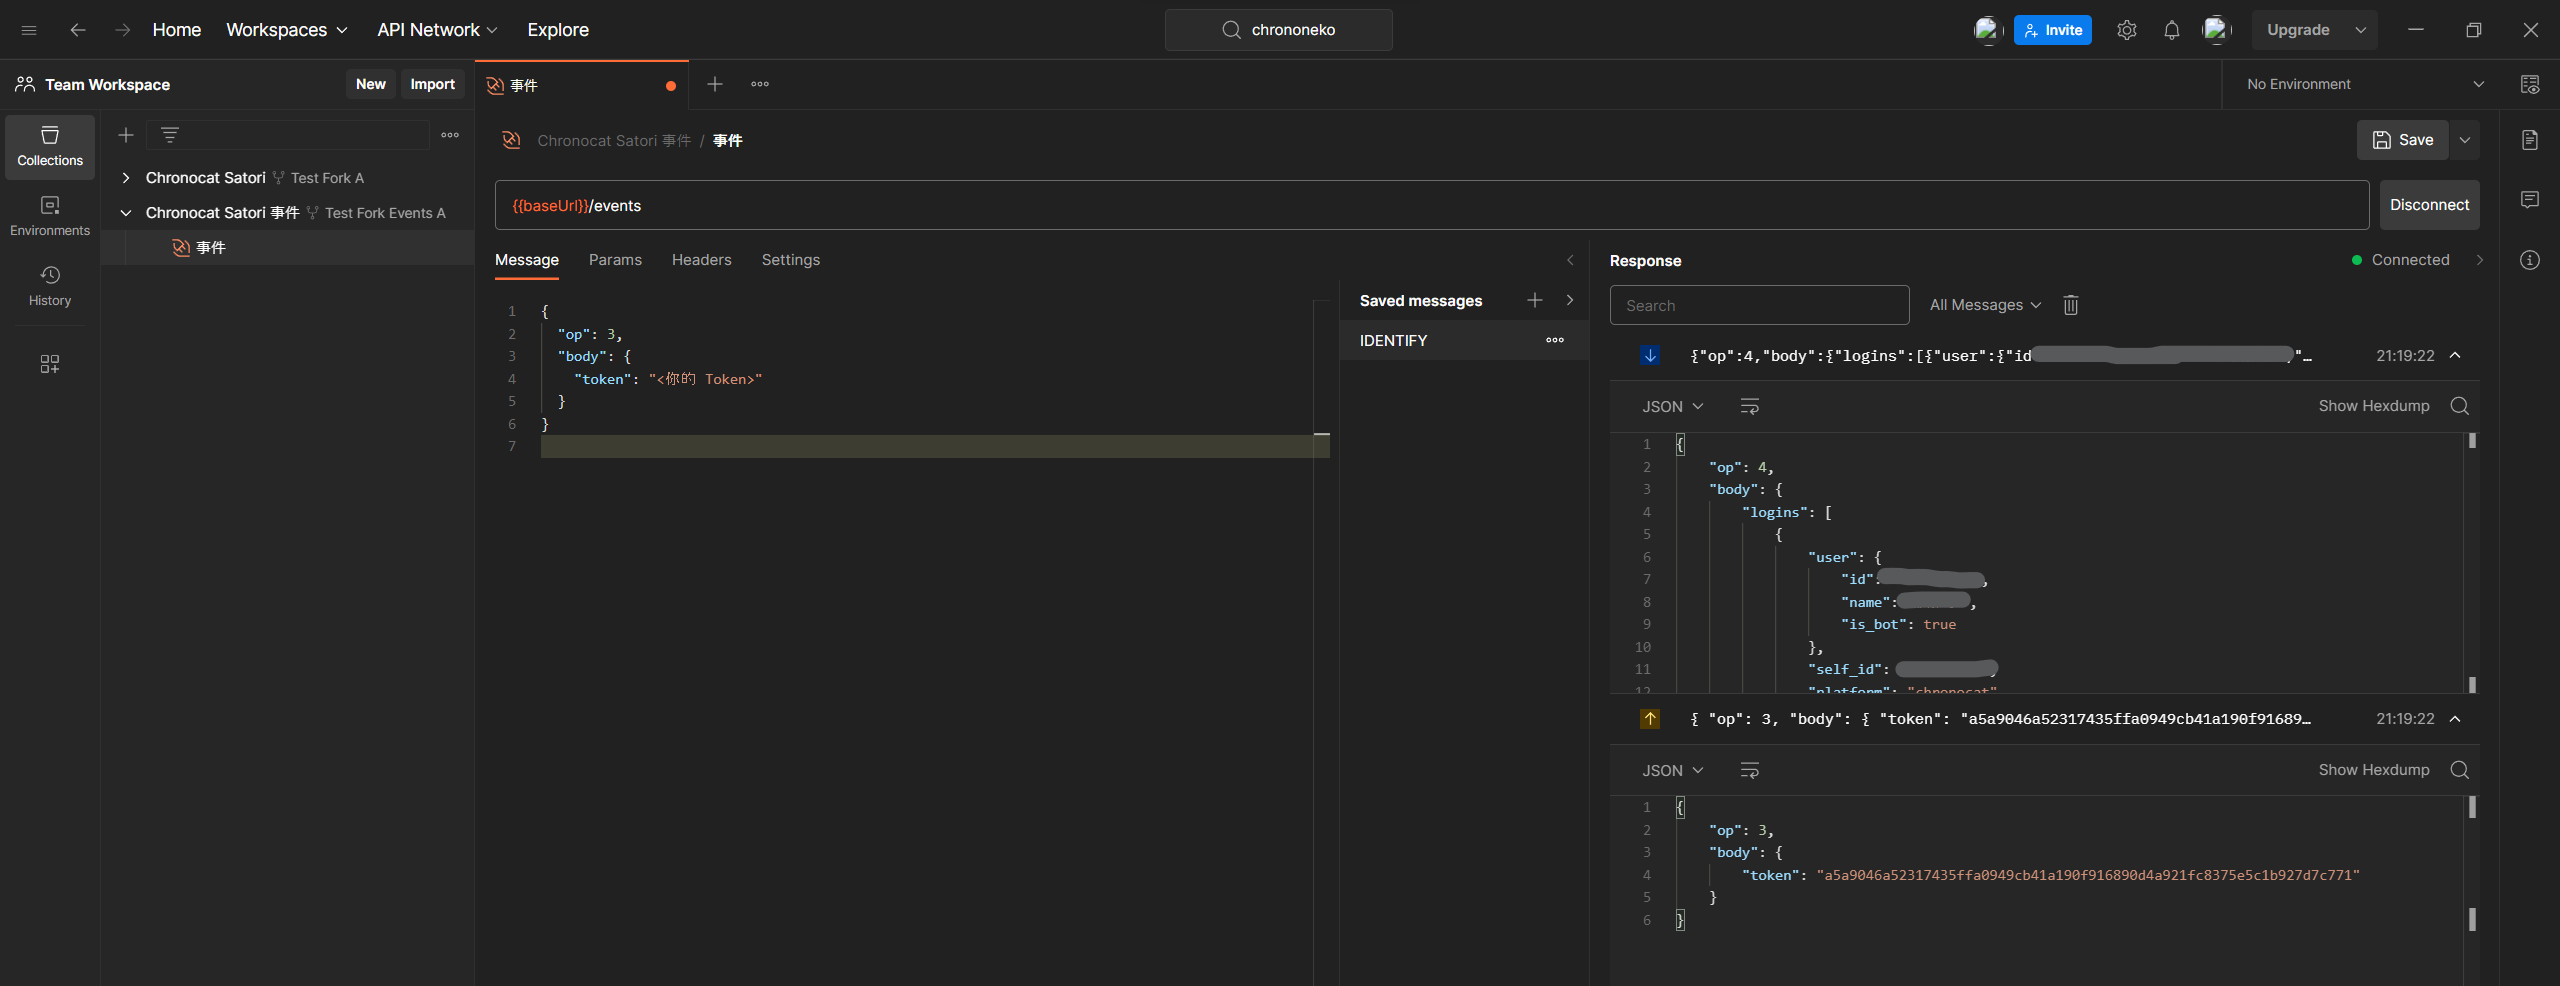 Home
Workspaces
API Network
Explore
chrononeko
Invite
Upgrade
Team Workspace
New
Import
事件
No Environment
Collections
Environments
History
Chronocat Satori Test Fork A
Chronocat Satori 事件 Test Fork Events A
事件
Chronocat Satori 事件 / 事件
Save
{{baseUrl}}/events
Disconnect
Message
Params
Headers
Settings
1 {
2 "op": 3,
3 "body": {
4 "token": "<你的 Token>"
5 }
6 }
7
Saved messages
IDENTIFY
Response
Connected
Search
All Messages
{"op":4,"body":{"logins":[{"user":{"id "…
21:19:22
JSON
Show Hexdump
1 {
2 "op": 4,
3 "body": {
4 "logins": [
5 {
6 "user": {
7 "id": ,
8 "name": ,
9 "is_bot": true
10 },
11 "self_id":
12 "platform": "chronocat"
{ "op": 3, "body": { "token": "a5a9046a52317435ffa0949cb41a190f91689…
21:19:22
JSON
Show Hexdump
1 {
2 "op": 3,
3 "body": {
4 "token": "a5a9046a52317435ffa0949cb41a190f916890d4a921fc8375e5c1b927d7c771"
5 }
6 }